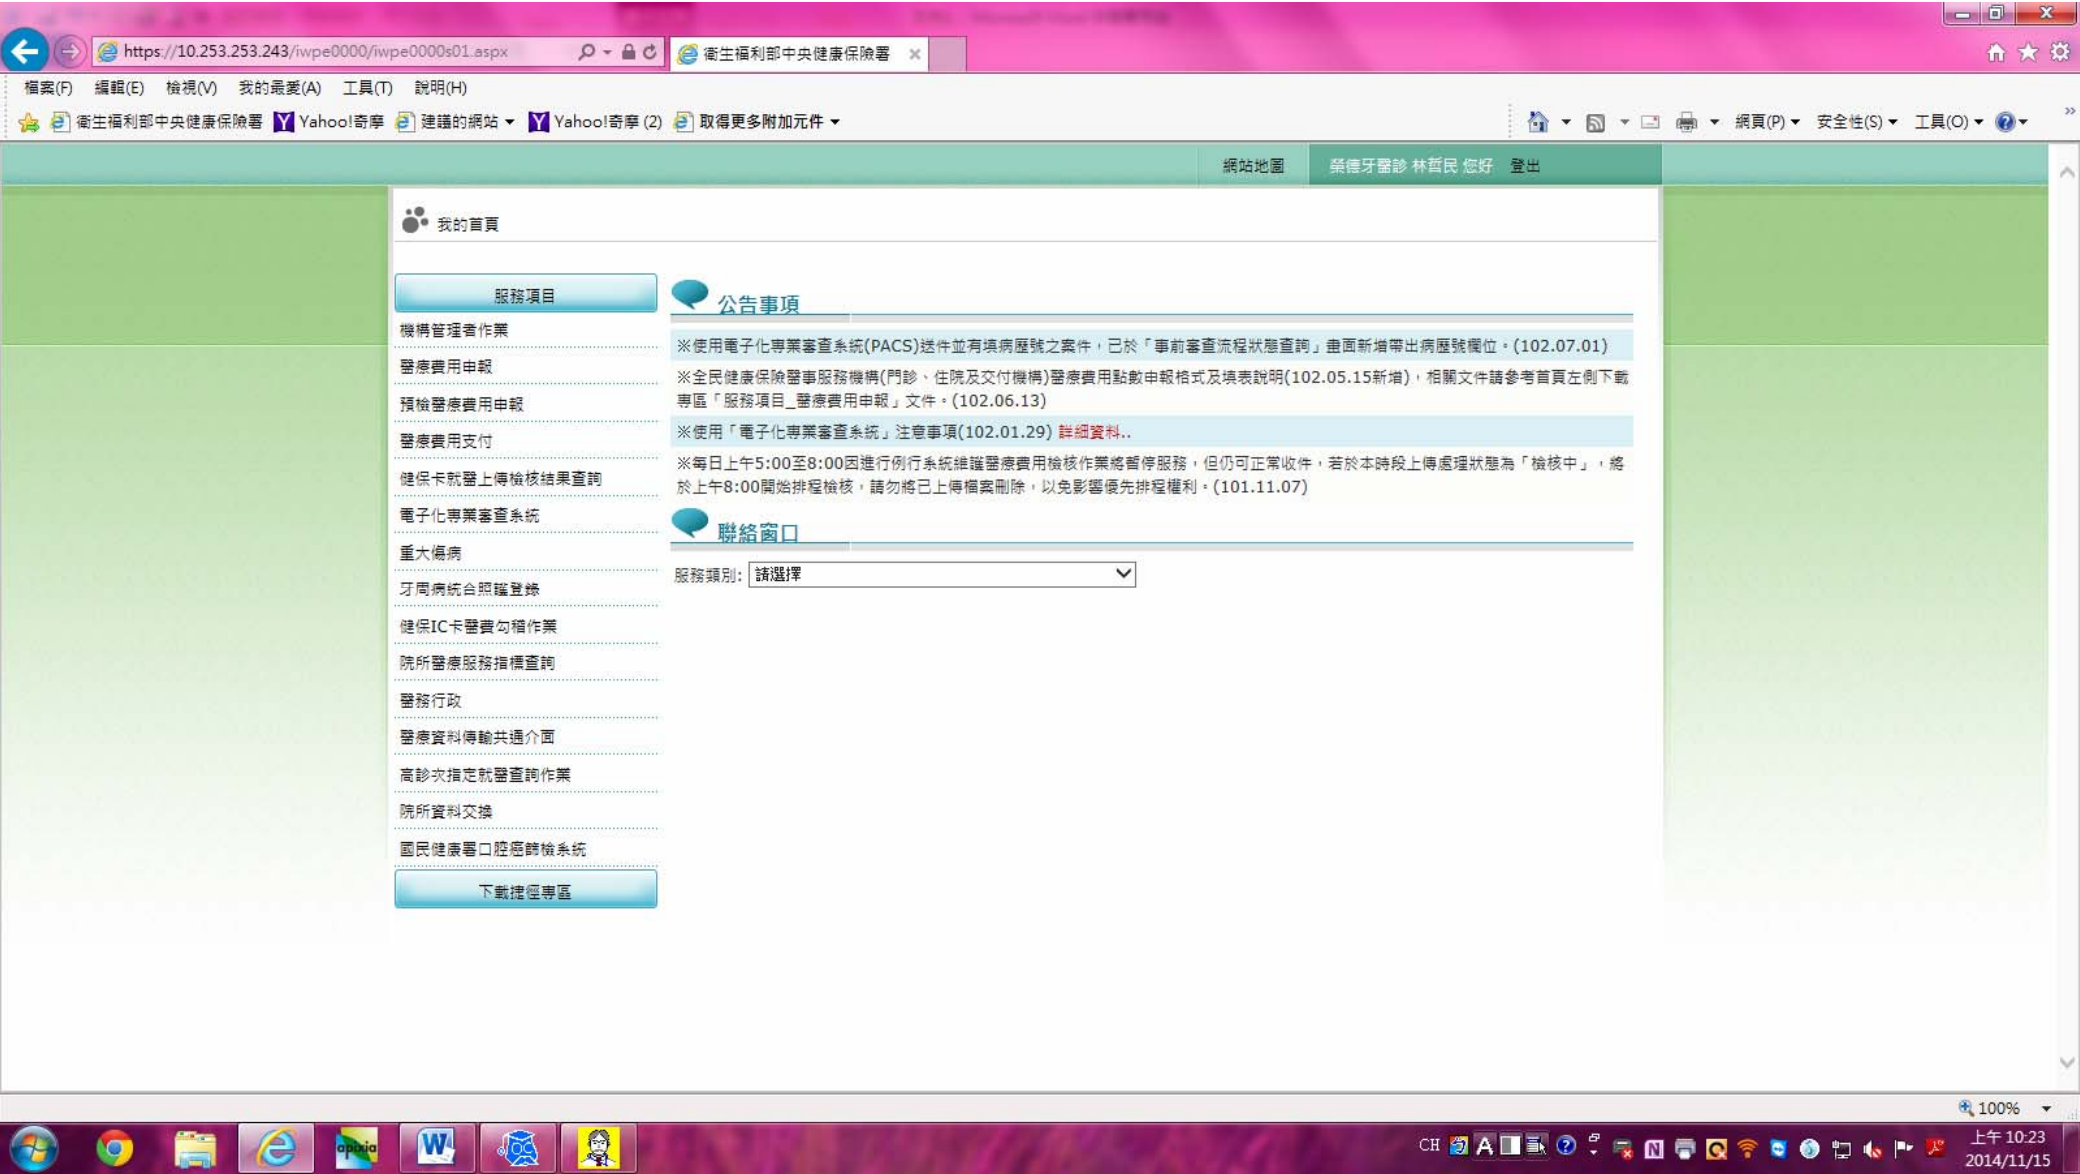 https://10.253.253.243/iwpe0000/iwpe0000s01.aspx
衛生福利部中央健康保險署
檔案(F) 編輯(E) 檢視(V) 我的最愛(A) 工具(T) 說明(H)
衛生福利部中央健康保險署 Yahoo!奇摩 建議的網站 Yahoo!奇摩 (2) 取得更多附加元件
網頁(P) 安全性(S) 工具(O)
網站地圖 榮德牙醫診 林哲民 您好 登出
我的首頁
服務項目
機構管理者作業
醫療費用申報
預檢醫療費用申報
醫療費用支付
健保卡就醫上傳檢核結果查詢
電子化專業審查系統
重大傷病
牙周病統合照護登錄
健保IC卡醫費勾稽作業
院所醫療服務指標查詢
醫務行政
醫療資料傳輸共通介面
高診次指定就醫查詢作業
院所資料交換
國民健康署口腔癌篩檢系統
下載捷徑專區
公告事項
※使用電子化專業審查系統(PACS)送件並有填病歷號之案件，已於「事前審查流程狀態查詢」畫面新增帶出病歷號欄位。(102.07.01)
※全民健康保險醫事服務機構(門診、住院及交付機構)醫療費用點數申報格式及填表說明(102.05.15新增)，相關文件請參考首頁左側下載
專區「服務項目_醫療費用申報」文件。(102.06.13)
※使用「電子化專業審查系統」注意事項(102.01.29) 詳細資料..
※每日上午5:00至8:00因進行例行系統維護醫療費用檢核作業將暫停服務，但仍可正常收件，若於本時段上傳處理狀態為「檢核中」，將
於上午8:00開始排程檢核，請勿將已上傳檔案刪除，以免影響優先排程權利。(101.11.07)
聯絡窗口
服務類別: 請選擇
100%
apixia
CH
A
上午 10:23
2014/11/15